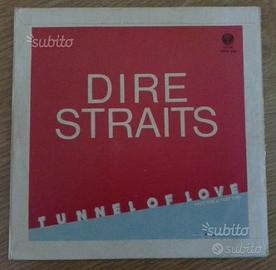 subito
DIRE
STRAITS
TUNNEL OF LOVE
subito
subito